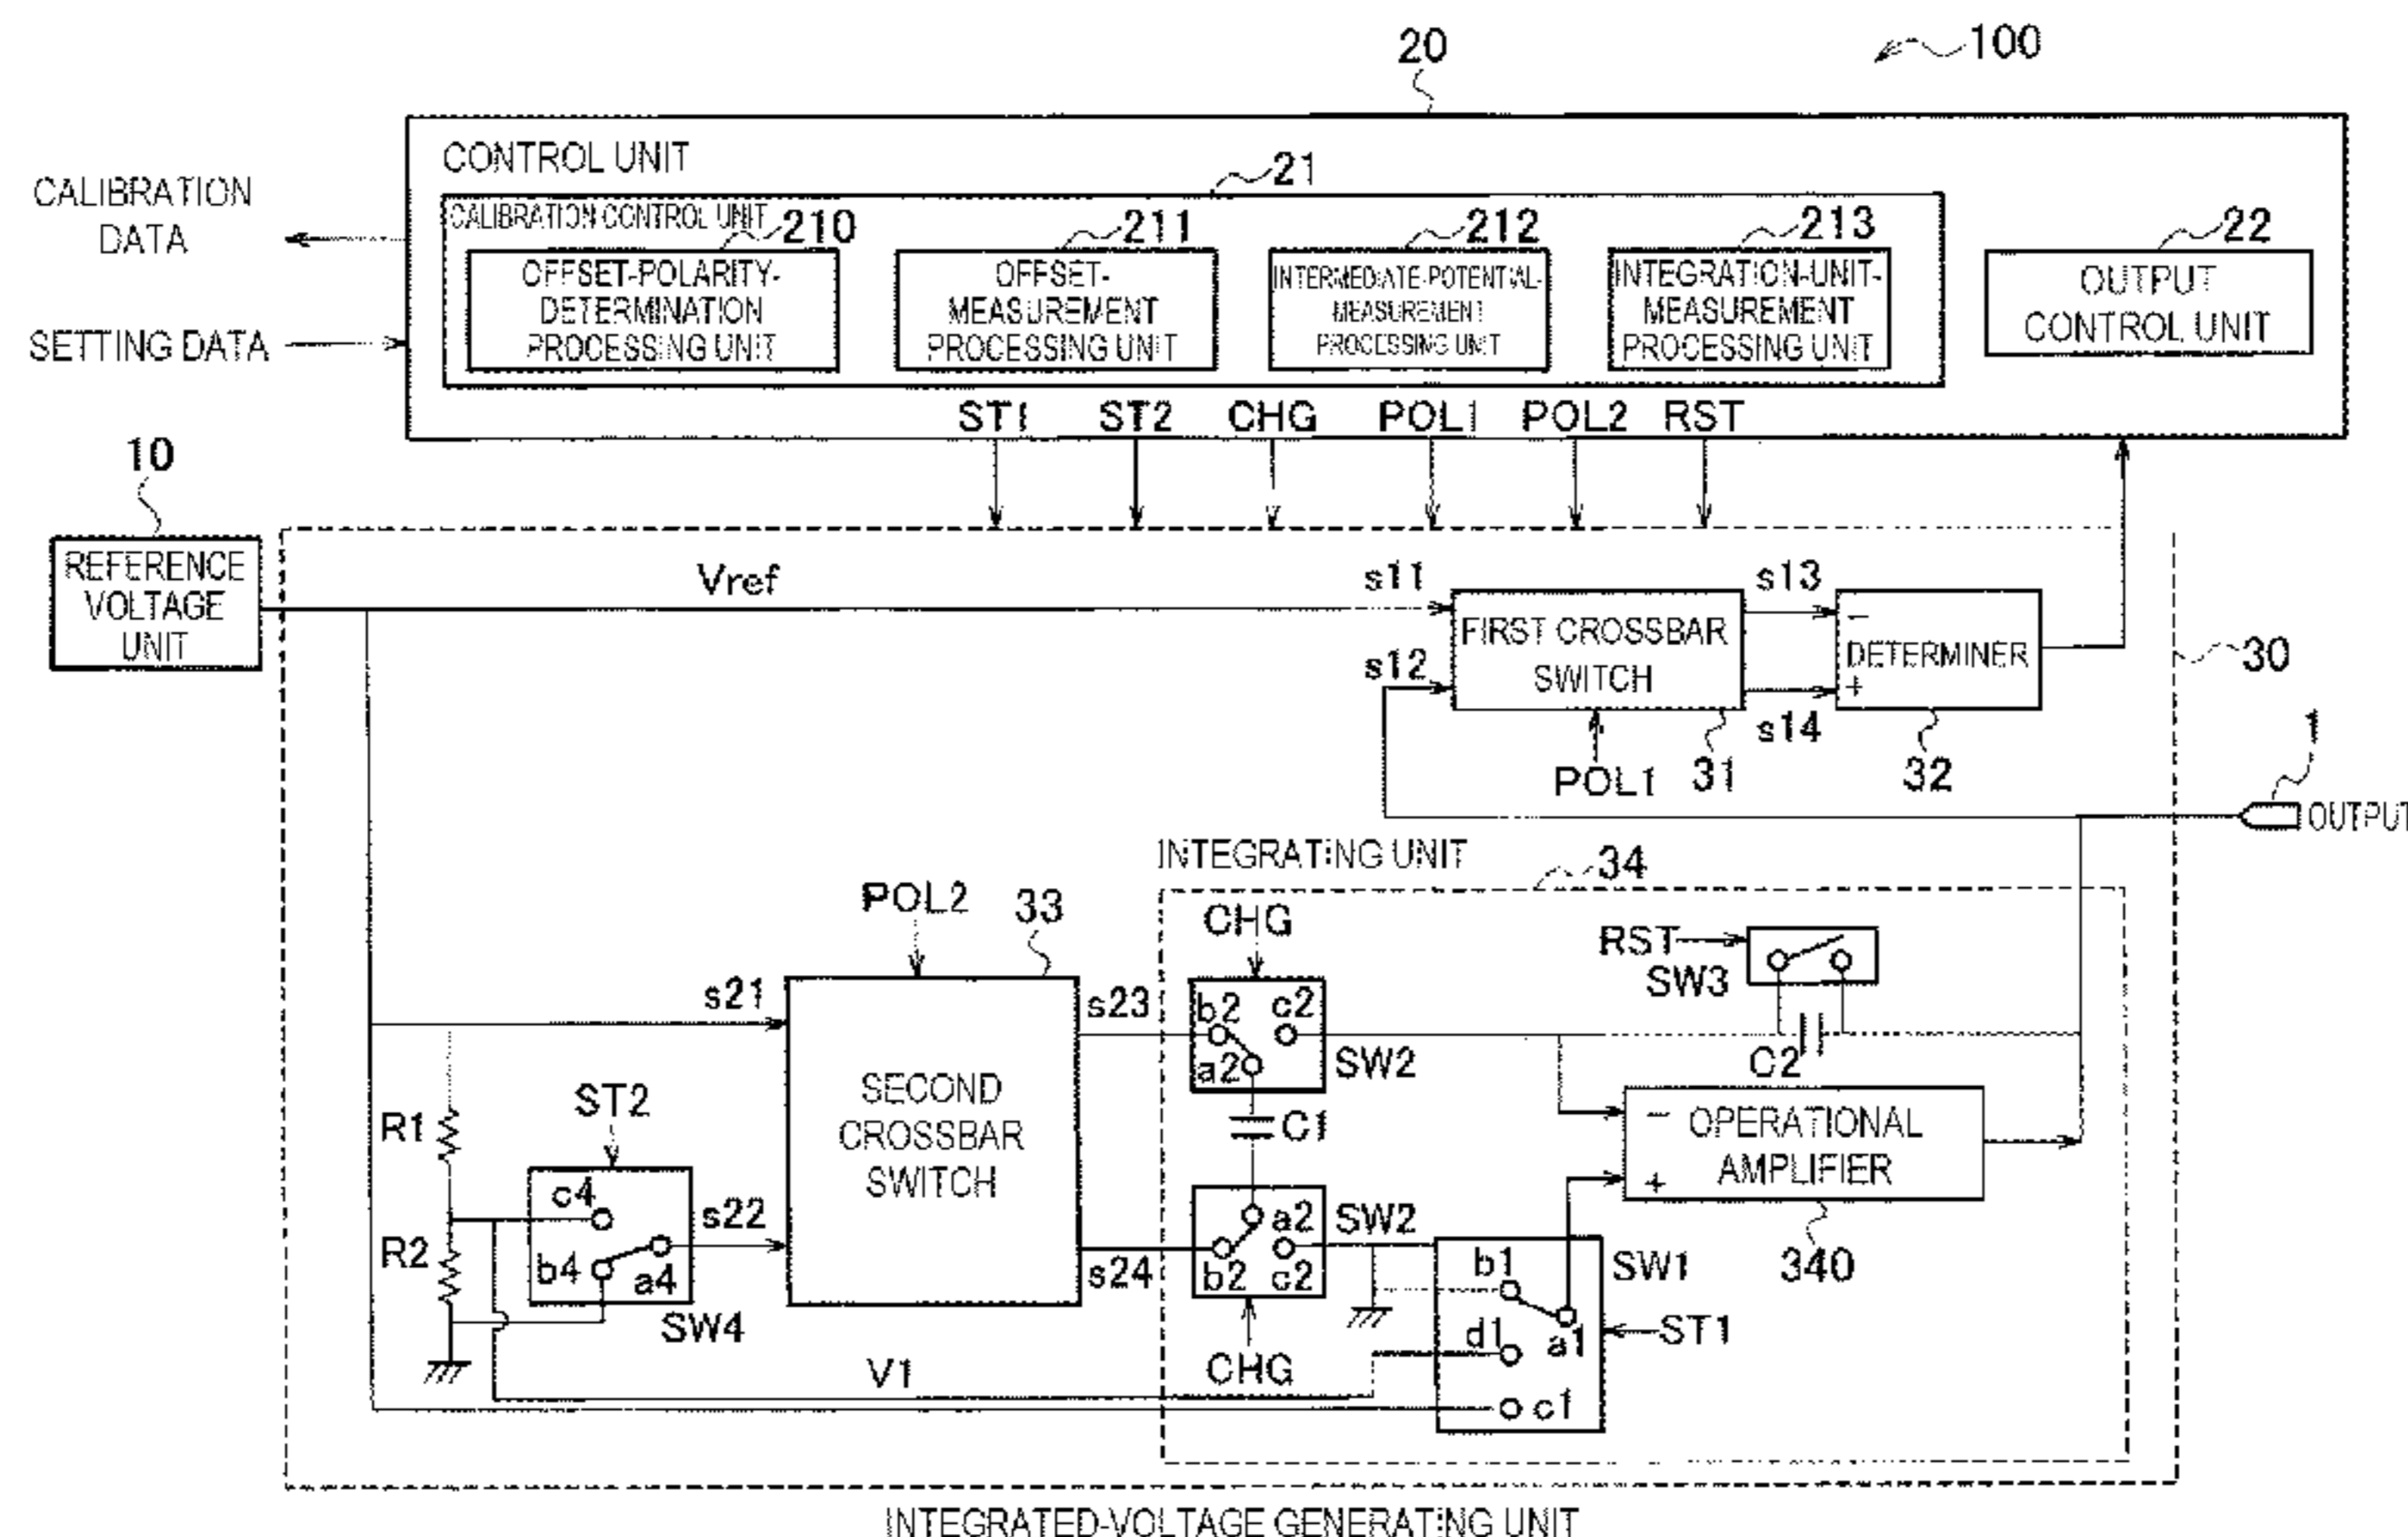 100
20
CONTROL UNIT
21
CALIBRATION CONTROL UNIT
210
OFFSET-POLARITY-
DETERMINATION
PROCESSING UNIT
211
OFFSET-
MEASUREMENT
PROCESSING UNIT
212
INTERMEDIATE-POTENTIAL-
MEASUREMENT
PROCESSING UNIT
213
INTEGRATION-UNIT-
MEASUREMENT
PROCESSING UNIT
22
OUTPUT
CONTROL UNIT
CALIBRATION
DATA
SETTING DATA
ST1 ST2 CHG POL1 POL2 RST
10
REFERENCE
VOLTAGE
UNIT
Vref
s11
s12
FIRST CROSSBAR
SWITCH
s13
s14
−
DETERMINER
+
30
POL1
31
32
1
OUTPUT
INTEGRATING UNIT
34
POL2
33
s21
s22
SECOND
CROSSBAR
SWITCH
s23
s24
R1
R2
ST2
c4
b4
a4
SW4
CHG
b2 c2
a2
SW2
C1
a2
b2
c2
SW2
CHG
RST
SW3
C2
−
OPERATIONAL
AMPLIFIER
+
340
b1
d1
a1
c1
SW1
ST1
V1
INTEGRATED-VOLTAGE GENERATING UNIT